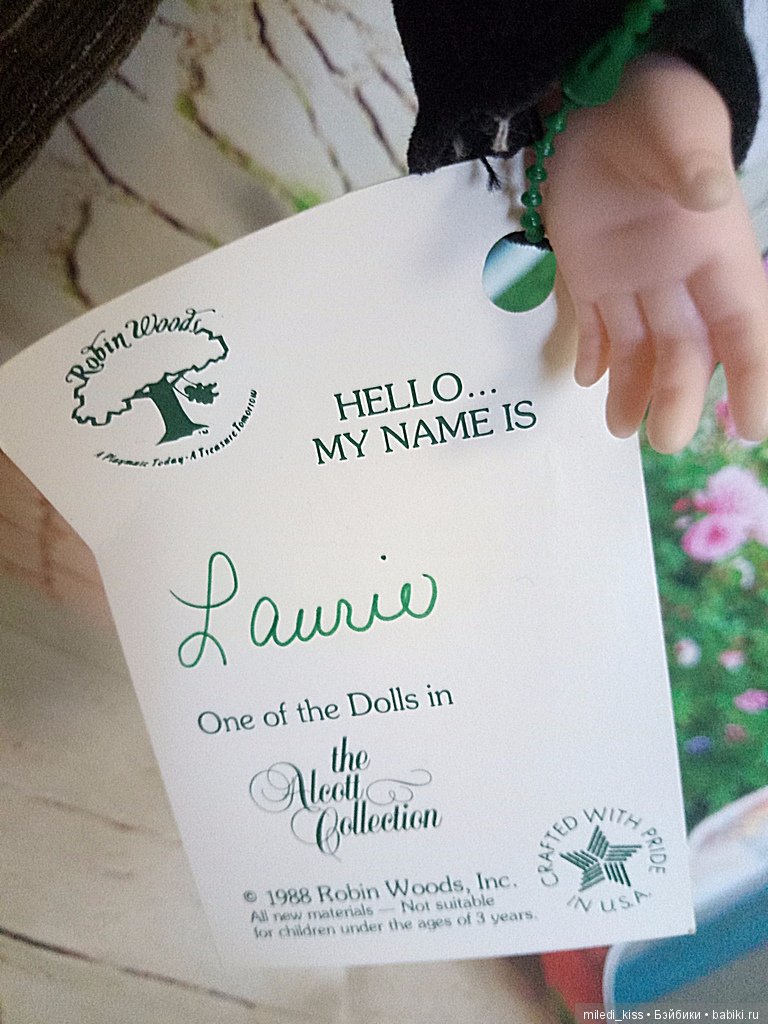 Robin Woods
A Playmate Today • A Treasure Tomorrow
TM
HELLO...
MY NAME IS
Laurie
One of the Dolls in
the
Alcott
Collection
CRAFTED WITH PRIDE
IN U.S.A.
© 1988 Robin Woods, Inc.
All new materials — Not suitable
for children under the ages of 3 years.
miledi_kiss • Бэйбики • babiki.ru